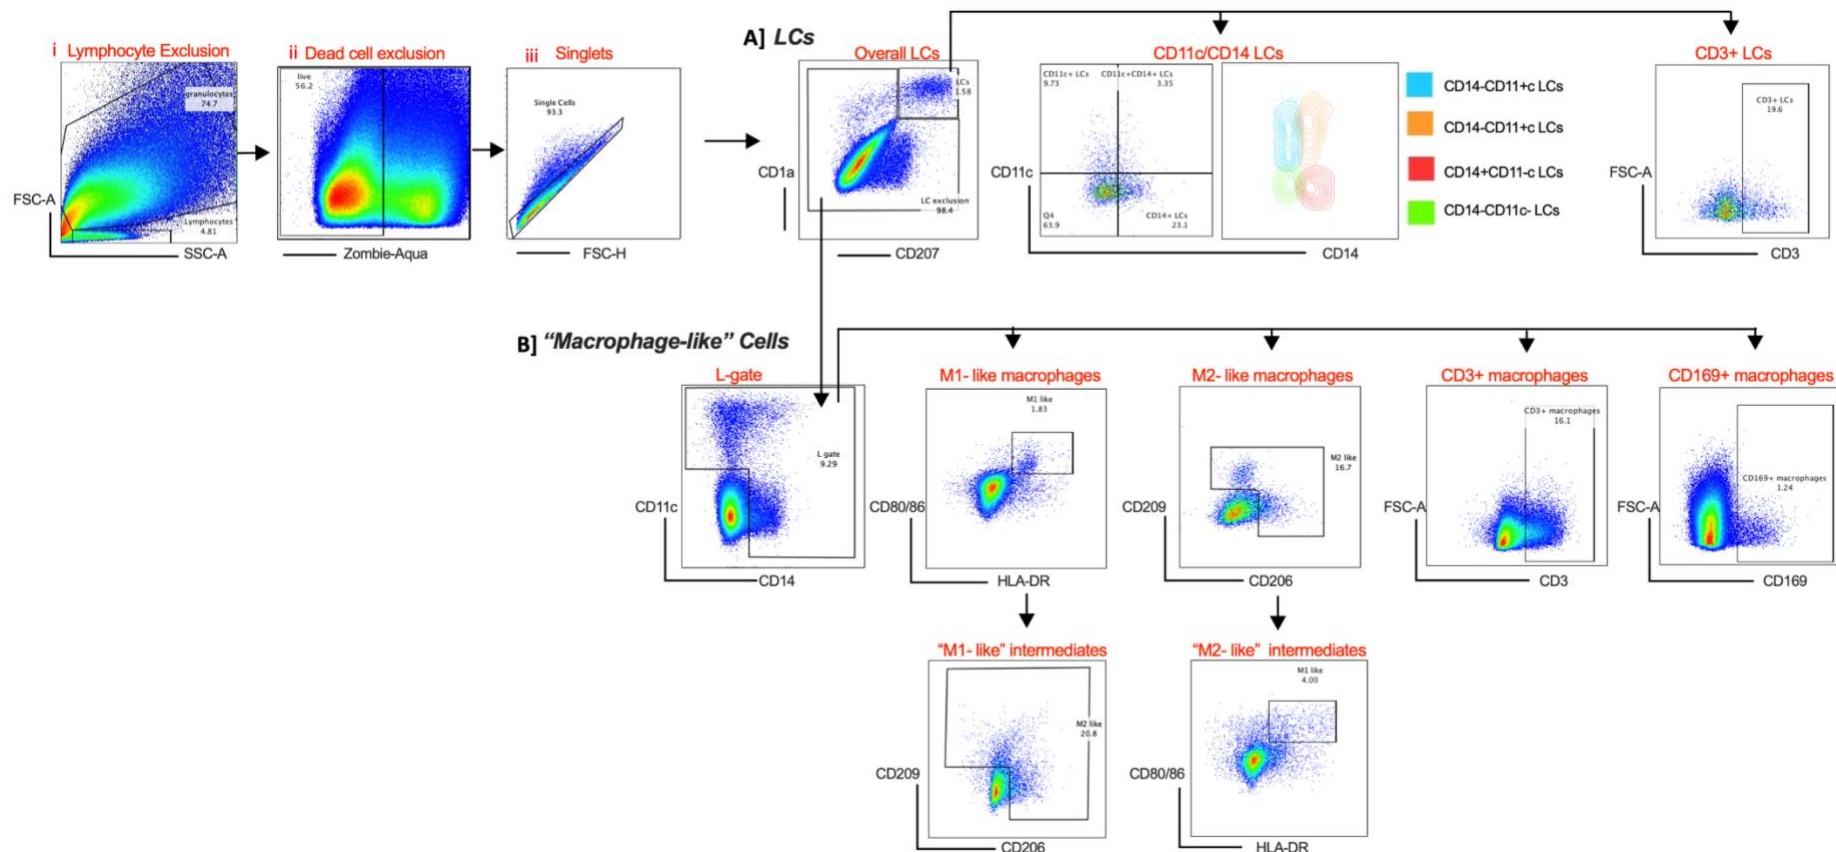 i Lymphocyte Exclusion
granulocytes
74.7
Lymphocytes
4.81
FSC-A
SSC-A
ii Dead cell exclusion
live
56.2
Zombie-Aqua
iii Singlets
Single Cells
93.3
FSC-H
A] LCs
Overall LCs
LCs
1.58
LC exclusion
98.4
CD1a
CD207
CD11c/CD14 LCs
CD11c+ LCs
9.73
CD11c+CD14+ LCs
3.35
Q4
63.9
CD14+ LCs
23.1
CD11c
CD14
CD14-CD11+c LCs
CD14-CD11+c LCs
CD14+CD11-c LCs
CD14-CD11c- LCs
CD3+ LCs
CD3+ LCs
19.6
FSC-A
CD3
B] "Macrophage-like" Cells
L-gate
L gate
9.29
CD11c
CD14
M1- like macrophages
M1 like
1.83
CD80/86
HLA-DR
M2- like macrophages
M2 like
16.7
CD209
CD206
CD3+ macrophages
CD3+ macrophages
16.1
FSC-A
CD3
CD169+ macrophages
CD169+ macrophages
1.24
FSC-A
CD169
"M1- like" intermediates
M2 like
20.8
CD209
CD206
"M2- like" intermediates
M1 like
4.00
CD80/86
HLA-DR